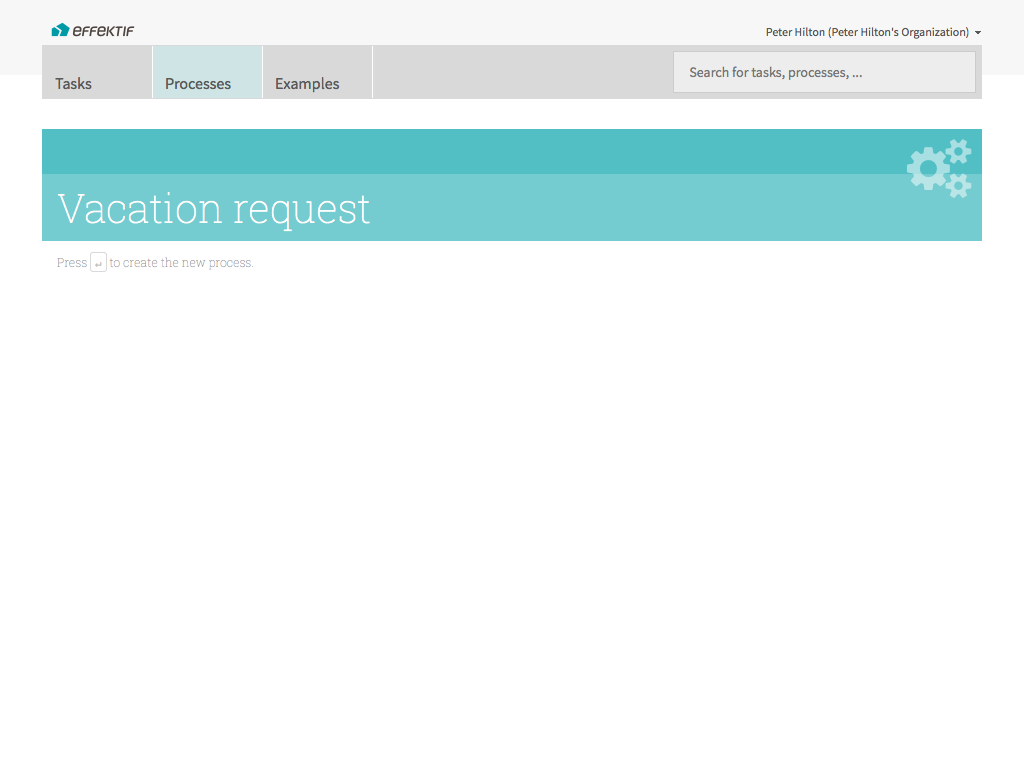 EFFEKTIF
Peter Hilton (Peter Hilton's Organization)
Tasks
Processes
Examples
Search for tasks, processes, ...
Vacation request
Press ↵ to create the new process.